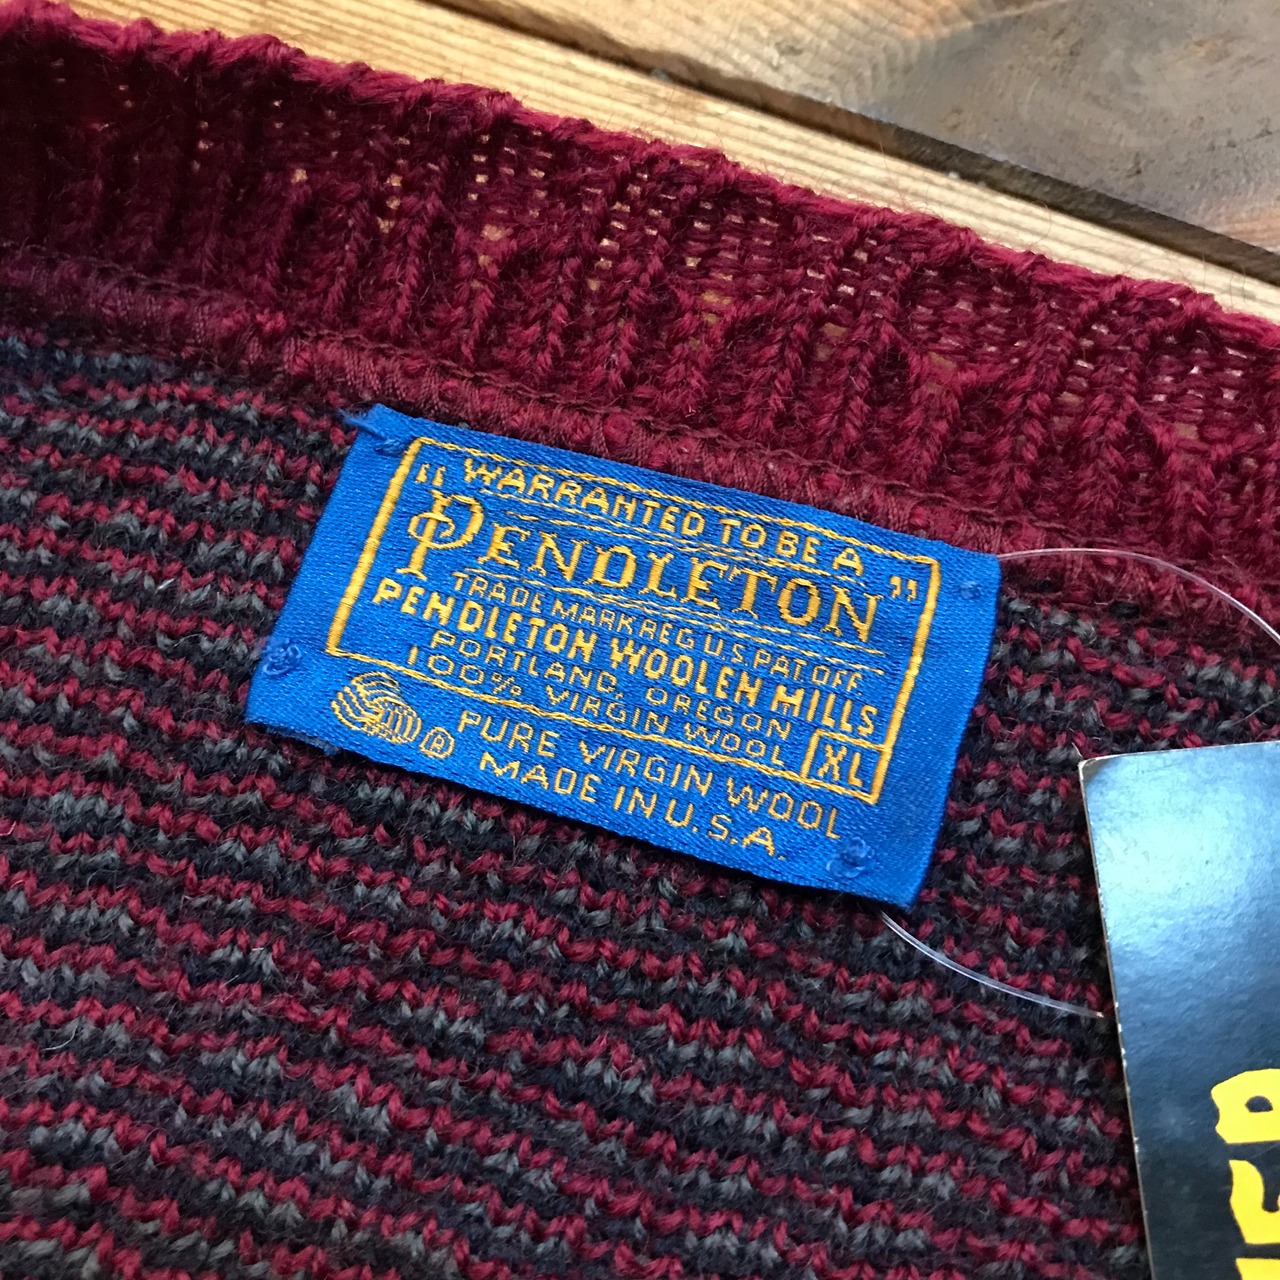 "WARRANTED TO BE A
PENDLETON"
TRADE MARK REG U.S. PAT. OFF.
PENDLETON WOOLEN MILLS
PORTLAND, OREGON
100% VIRGIN WOOL XL
PURE VIRGIN WOOL
MADE IN U.S.A.